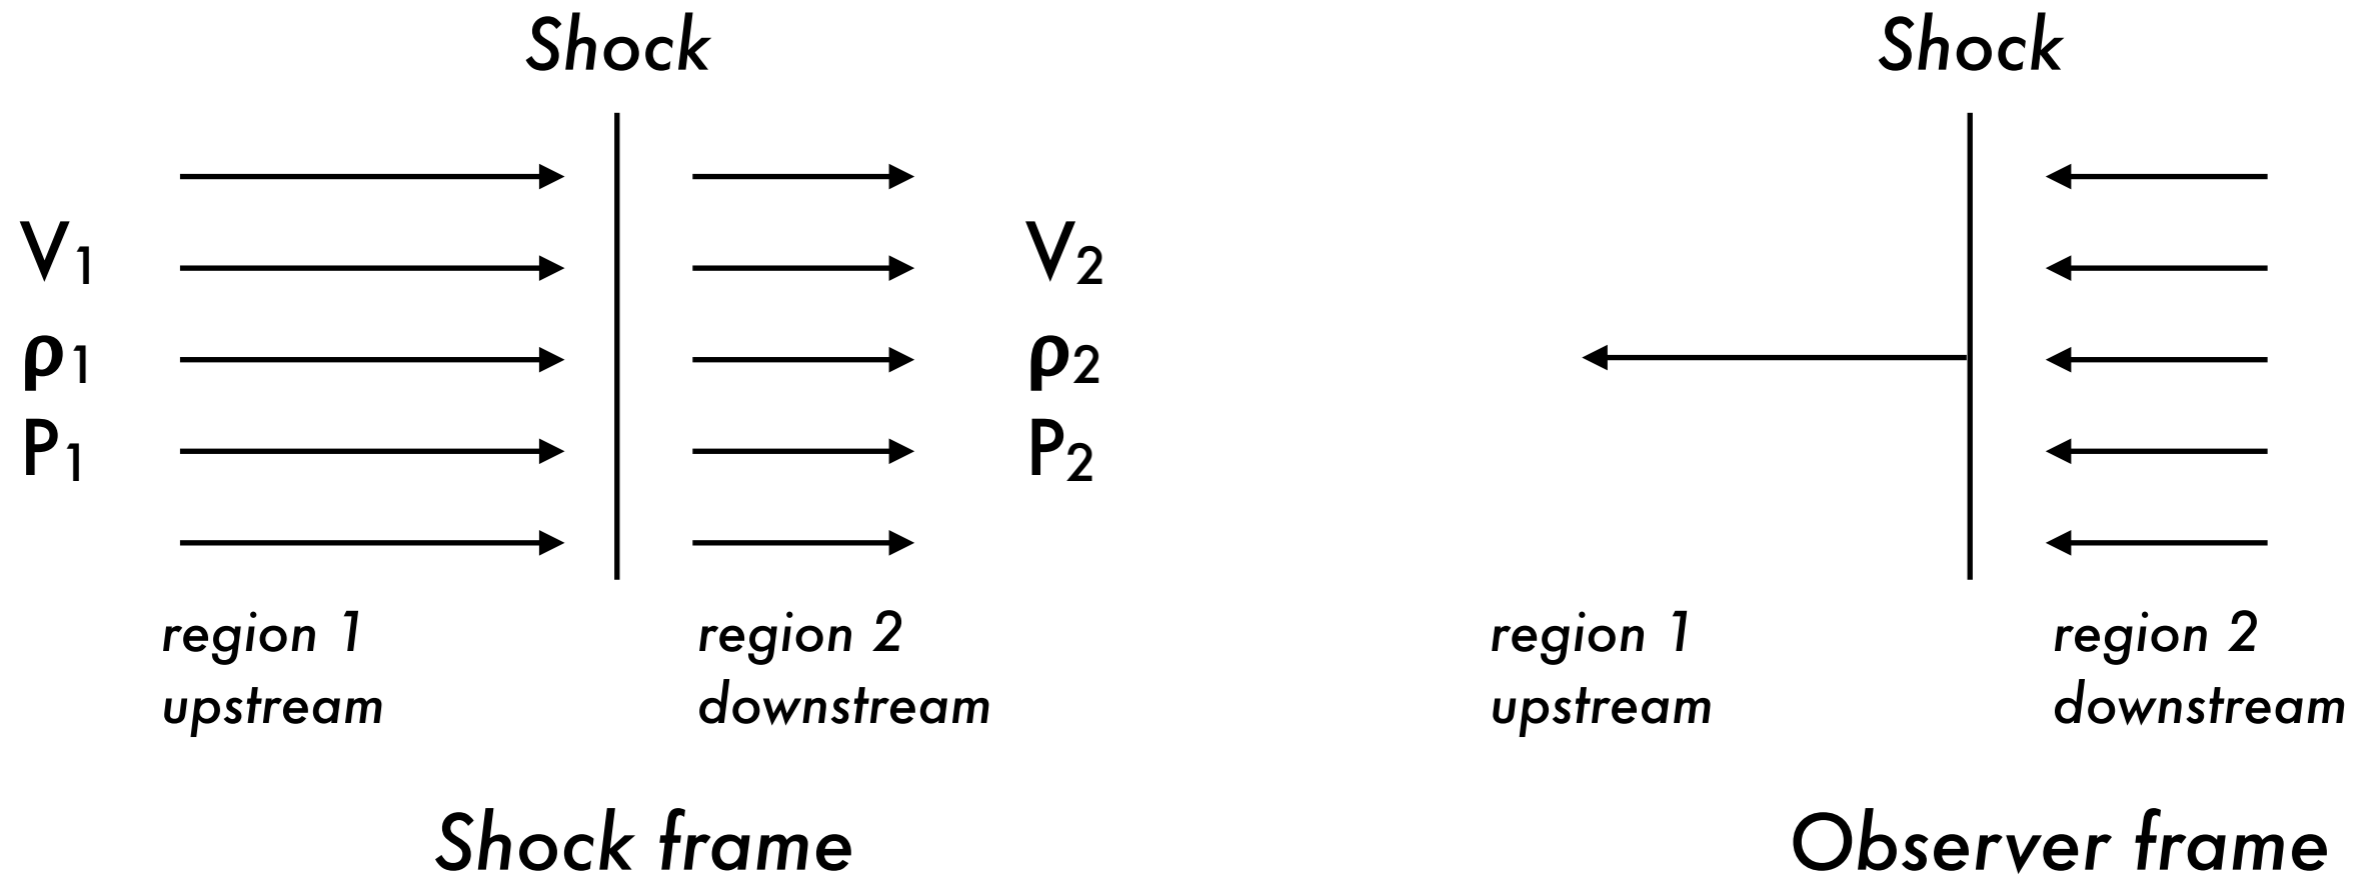 Shock
V₁
ρ₁
P₁
V₂
ρ₂
P₂
region 1
upstream
region 2
downstream
Shock frame
Shock
region 1
upstream
region 2
downstream
Observer frame